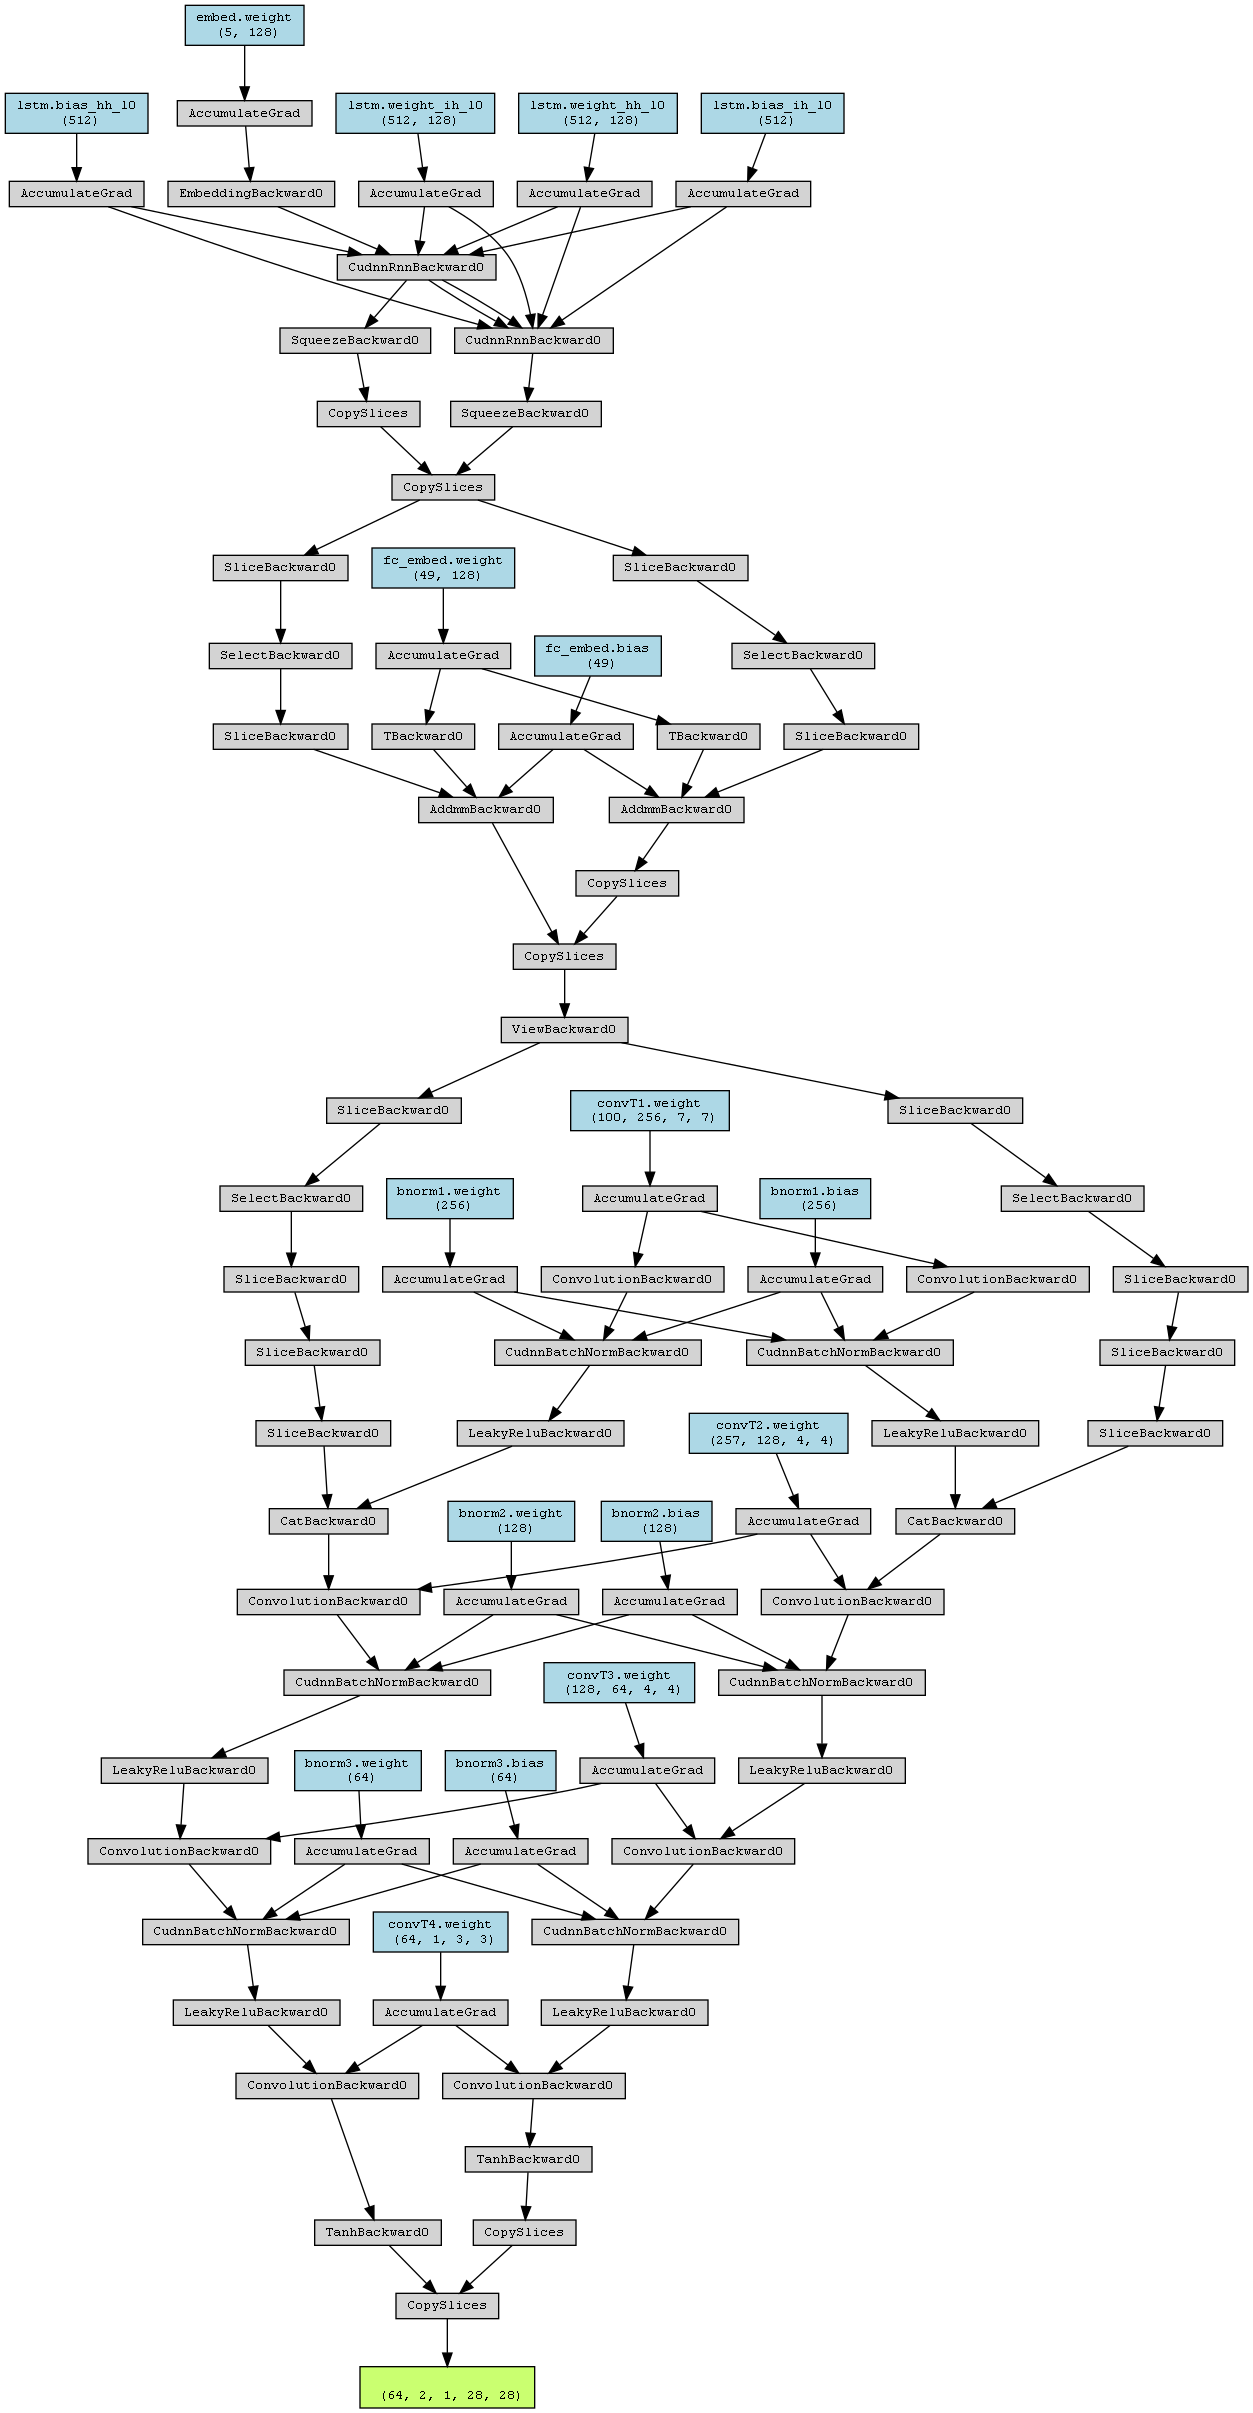 embed.weight
(5, 128)
lstm.bias_hh_l0
(512)
AccumulateGrad
lstm.weight_ih_l0
(512, 128)
lstm.weight_hh_l0
(512, 128)
lstm.bias_ih_l0
(512)
AccumulateGrad
EmbeddingBackward0
AccumulateGrad
AccumulateGrad
AccumulateGrad
CudnnRnnBackward0
SqueezeBackward0
CudnnRnnBackward0
CopySlices
SqueezeBackward0
CopySlices
SliceBackward0
fc_embed.weight
(49, 128)
SliceBackward0
SelectBackward0
AccumulateGrad
fc_embed.bias
(49)
SelectBackward0
SliceBackward0
TBackward0
AccumulateGrad
TBackward0
SliceBackward0
AddmmBackward0
AddmmBackward0
CopySlices
CopySlices
ViewBackward0
SliceBackward0
convT1.weight
(100, 256, 7, 7)
SliceBackward0
SelectBackward0
bnorm1.weight
(256)
AccumulateGrad
bnorm1.bias
(256)
SelectBackward0
SliceBackward0
AccumulateGrad
ConvolutionBackward0
AccumulateGrad
ConvolutionBackward0
SliceBackward0
SliceBackward0
CudnnBatchNormBackward0
CudnnBatchNormBackward0
SliceBackward0
SliceBackward0
LeakyReluBackward0
convT2.weight
(257, 128, 4, 4)
LeakyReluBackward0
SliceBackward0
CatBackward0
bnorm2.weight
(128)
bnorm2.bias
(128)
AccumulateGrad
CatBackward0
ConvolutionBackward0
AccumulateGrad
AccumulateGrad
ConvolutionBackward0
CudnnBatchNormBackward0
convT3.weight
(128, 64, 4, 4)
CudnnBatchNormBackward0
LeakyReluBackward0
bnorm3.weight
(64)
bnorm3.bias
(64)
AccumulateGrad
LeakyReluBackward0
ConvolutionBackward0
AccumulateGrad
AccumulateGrad
ConvolutionBackward0
CudnnBatchNormBackward0
convT4.weight
(64, 1, 3, 3)
CudnnBatchNormBackward0
LeakyReluBackward0
AccumulateGrad
LeakyReluBackward0
ConvolutionBackward0
ConvolutionBackward0
TanhBackward0
TanhBackward0
CopySlices
CopySlices
(64, 2, 1, 28, 28)